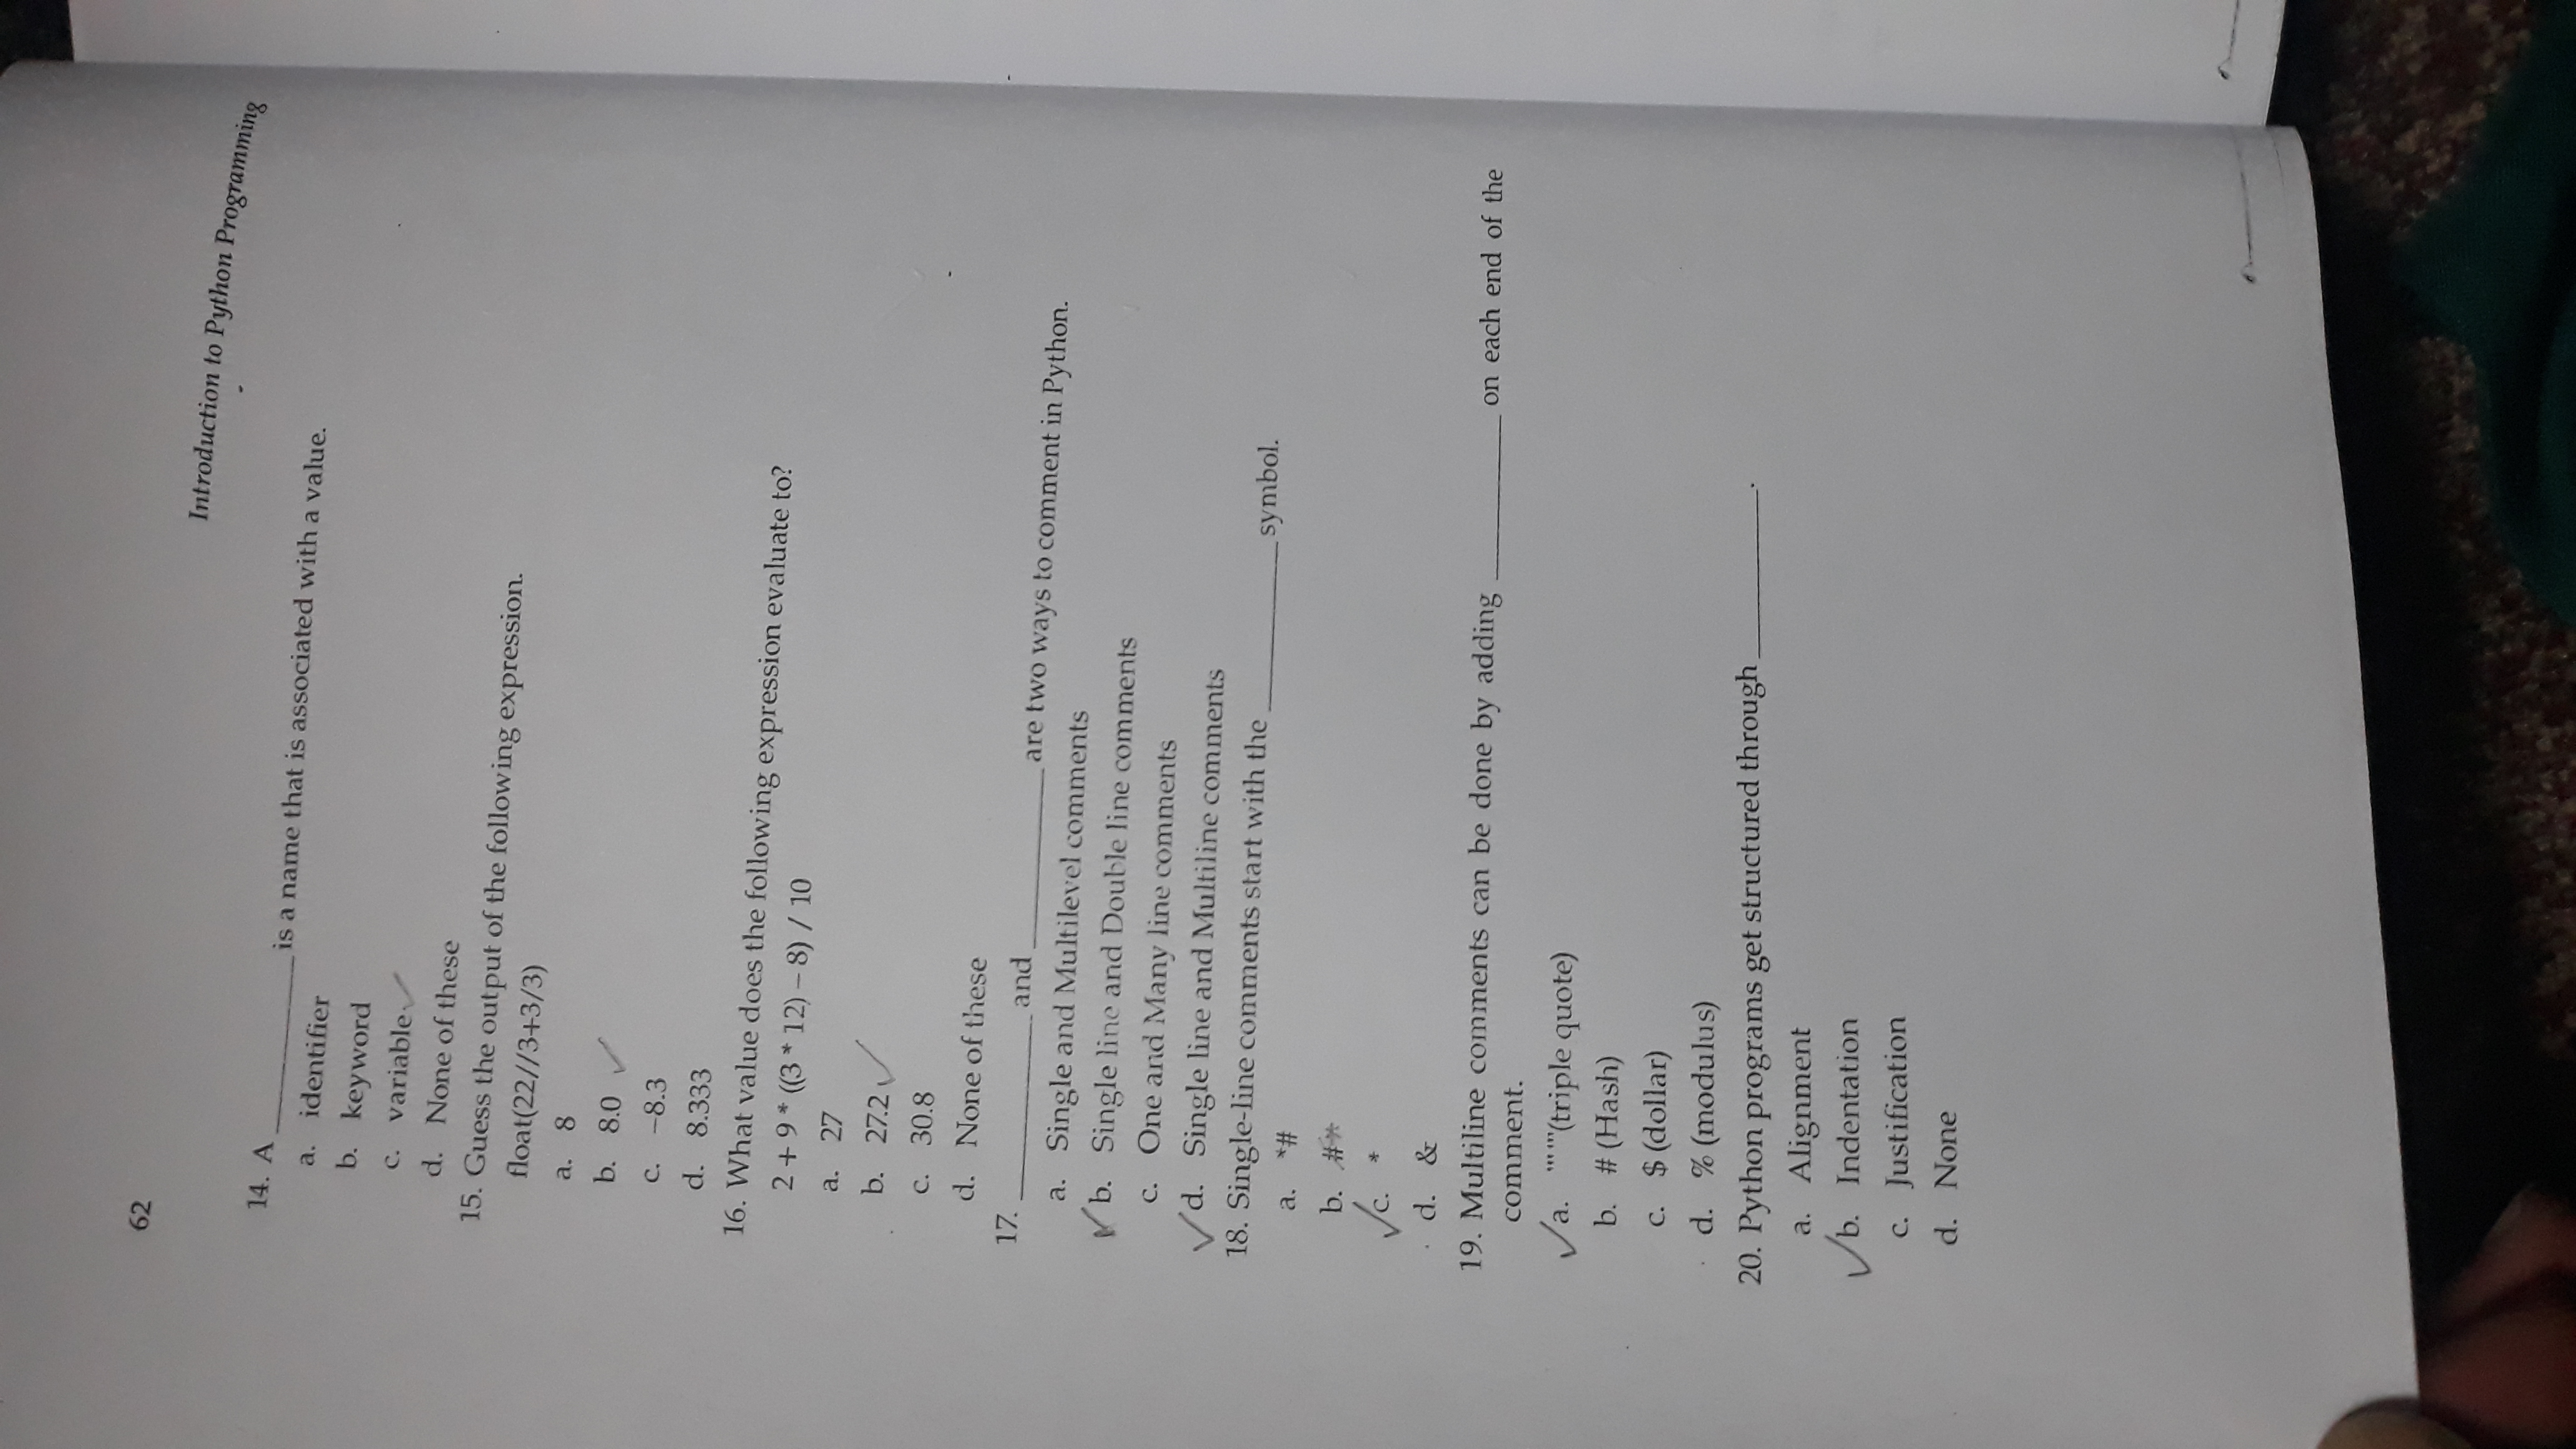 62
Introduction to Python Programming
14. A __________ is a name that is associated with a value.
a. identifier
b. keyword
c. variable
d. None of these
15. Guess the output of the following expression.
float(22//3+3/3)
a. 8
b. 8.0
c. –8.3
d. 8.333
16. What value does the following expression evaluate to?
2 + 9 * ((3 * 12) – 8) / 10
a. 27
b. 27.2
c. 30.8
d. None of these
17. __________ and __________ are two ways to comment in Python.
a. Single and Multilevel comments
b. Single line and Double line comments
c. One and Many line comments
d. Single line and Multiline comments
18. Single-line comments start with the __________ symbol.
a. *#
b. #*
c. *
d. &
19. Multiline comments can be done by adding __________ on each end of the
comment.
a. ''' '''(triple quote)
b. # (Hash)
c. $ (dollar)
d. % (modulus)
20. Python programs get structured through __________.
a. Alignment
b. Indentation
c. Justification
d. None